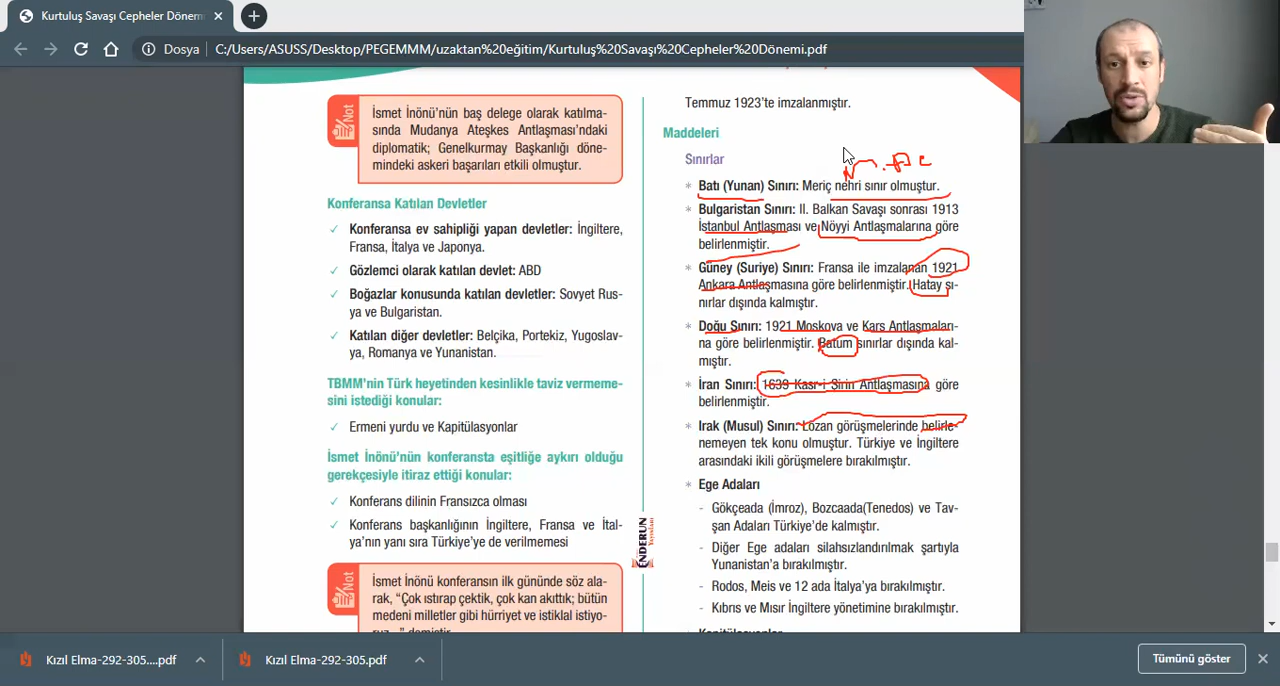 Kurtuluş Savaşı Cepheler Dönem
Dosya
C:/Users/ASUSS/Desktop/PEGEMMM/uzaktan%20eğitim/Kurtuluş%20Savaşı%20Cepheler%20Dönemi.pdf
Not
İsmet İnönü'nün baş delege olarak katılma-
sında Mudanya Ateşkes Antlaşması'ndaki
diplomatik; Genelkurmay Başkanlığı döne-
mindeki askeri başarıları etkili olmuştur.
Konferansa Katılan Devletler
✓ Konferansa ev sahipliği yapan devletler: İngiltere,
Fransa, İtalya ve Japonya.
✓ Gözlemci olarak katılan devlet: ABD
✓ Boğazlar konusunda katılan devletler: Sovyet Rus-
ya ve Bulgaristan.
✓ Katılan diğer devletler: Belçika, Portekiz, Yugoslav-
ya, Romanya ve Yunanistan.
TBMM'nin Türk heyetinden kesinlikle taviz vermeme-
sini istediği konular:
✓ Ermeni yurdu ve Kapitülasyonlar
İsmet İnönü'nün konferansta eşitliğe aykırı olduğu
gerekçesiyle itiraz ettiği konular:
✓ Konferans dilinin Fransızca olması
✓ Konferans başkanlığının İngiltere, Fransa ve İtal-
ya'nın yanı sıra Türkiye'ye de verilmemesi
Not
İsmet İnönü konferansın ilk gününde söz ala-
rak, "Çok ıstırap çektik, çok kan akıttık; bütün
medeni milletler gibi hürriyet ve istiklal istiyo-
ruz..." demiştir.
ENDERUN
Yayınları
Temmuz 1923'te imzalanmıştır.
Maddeleri
Sınırlar
* Batı (Yunan) Sınırı: Meriç nehri sınır olmuştur.
* Bulgaristan Sınırı: II. Balkan Savaşı sonrası 1913
İstanbul Antlaşması ve Nöyyi Antlaşmalarına göre
belirlenmiştir.
* Güney (Suriye) Sınırı: Fransa ile imzalanan 1921
Ankara Antlaşmasına göre belirlenmiştir. Hatay sı-
nırlar dışında kalmıştır.
* Doğu Sınırı: 1921 Moskova ve Kars Antlaşmaları-
na göre belirlenmiştir. Batum sınırlar dışında kal-
mıştır.
* İran Sınırı: 1639 Kasr-i Sirin Antlaşmasına göre
belirlenmiştir.
* Irak (Musul) Sınırı: Lozan görüşmelerinde belirle-
nemeyen tek konu olmuştur. Türkiye ve İngiltere
arasındaki ikili görüşmelere bırakılmıştır.
* Ege Adaları
- Gökçeada (İmroz), Bozcaada(Tenedos) ve Tav-
şan Adaları Türkiye'de kalmıştır.
- Diğer Ege adaları silahsızlandırılmak şartıyla
Yunanistan'a bırakılmıştır.
- Rodos, Meis ve 12 ada İtalya'ya bırakılmıştır.
- Kıbrıs ve Mısır İngiltere yönetimine bırakılmıştır.
Kapitülasyonlar
Kızıl Elma-292-305....pdf
Kızıl Elma-292-305.pdf
Tümünü göster